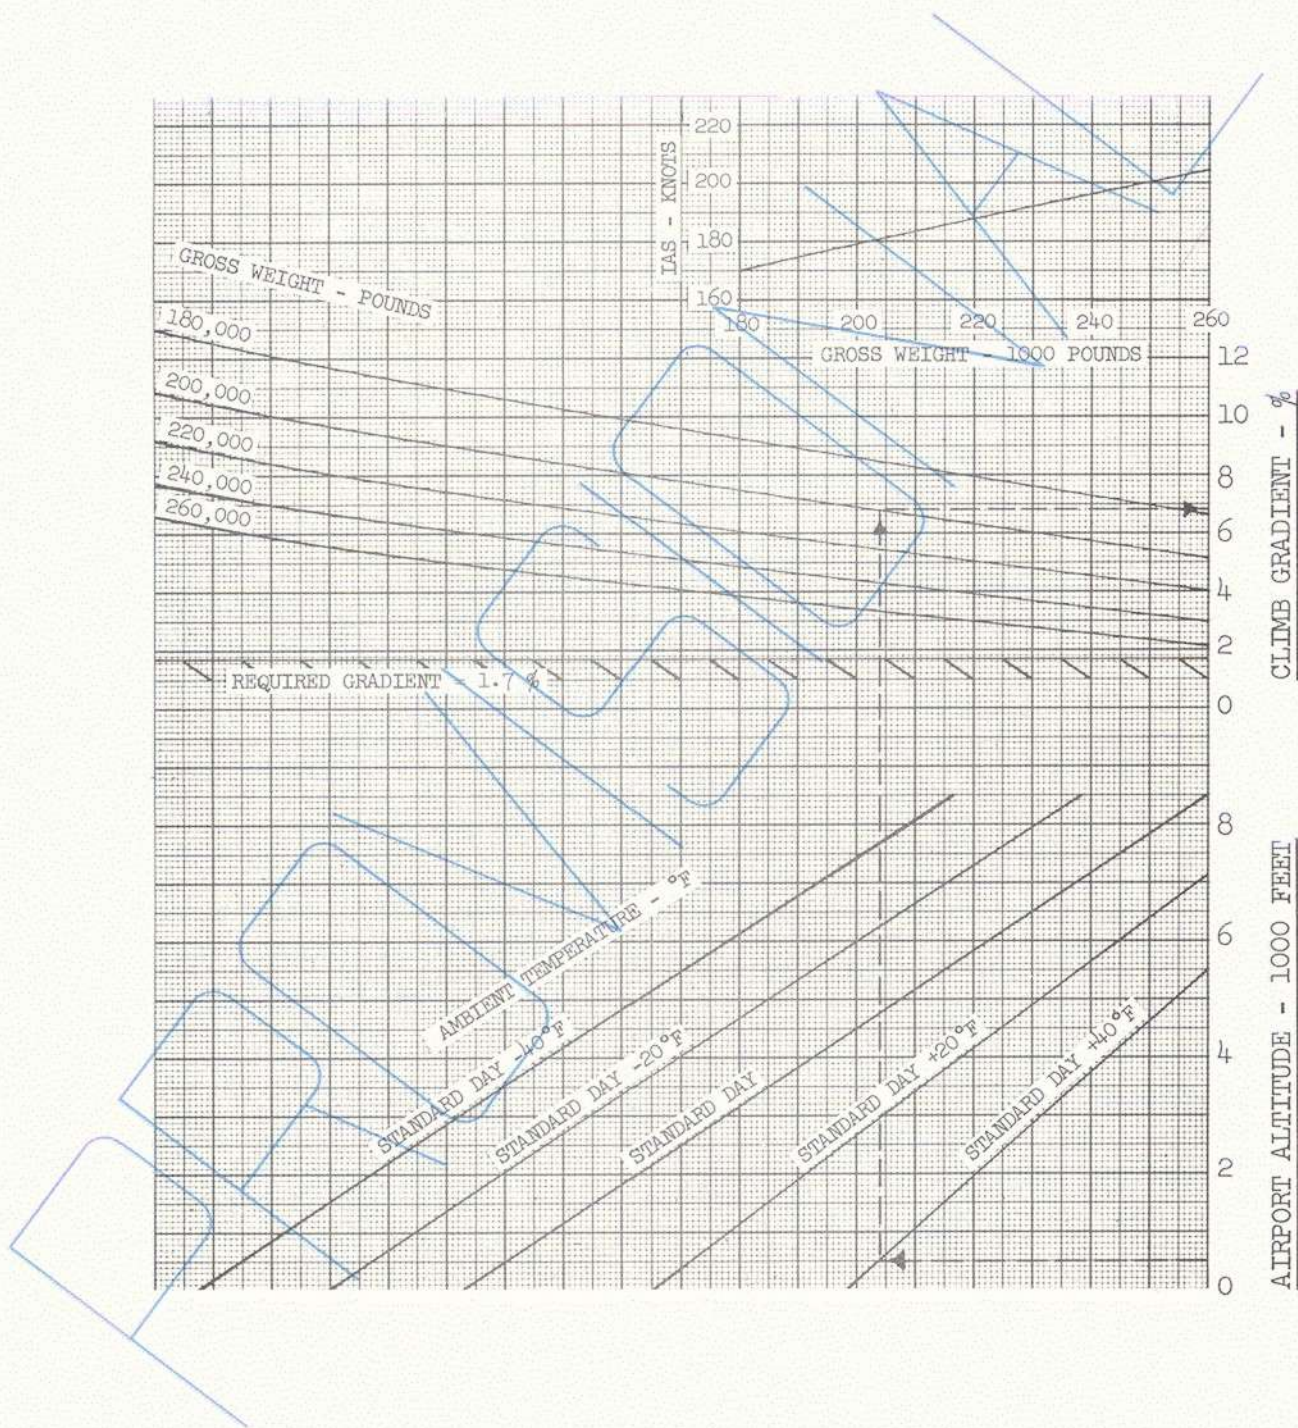 220
200
180
160
IAS - KNOTS
180 200 220 240 260
GROSS WEIGHT - 1000 POUNDS
GROSS WEIGHT - POUNDS
180,000
200,000
220,000
240,000
260,000
12
10
8
6
4
2
0
CLIMB GRADIENT - %
REQUIRED GRADIENT - 1.7 %
8
6
4
2
0
AIRPORT ALTITUDE - 1000 FEET
AMBIENT TEMPERATURE - °F
STANDARD DAY -40°F
STANDARD DAY -20°F
STANDARD DAY
STANDARD DAY +20°F
STANDARD DAY +40°F